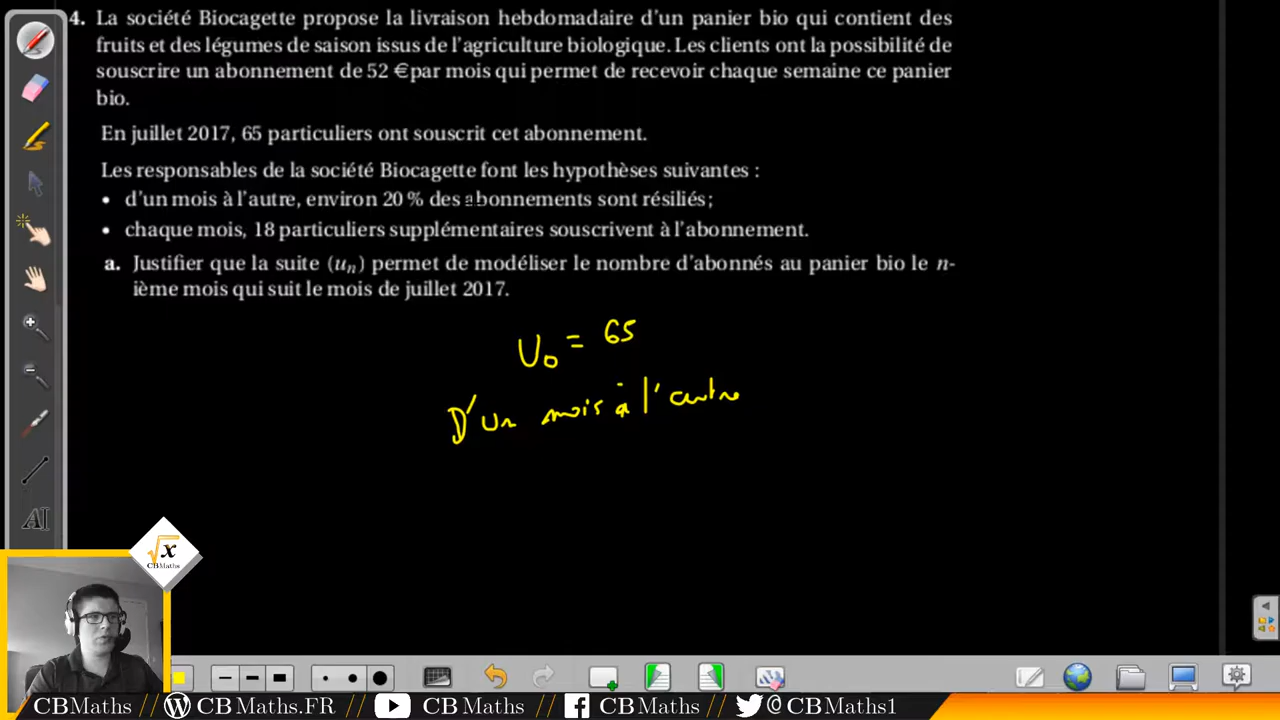 4. La société Biocagette propose la livraison hebdomadaire d'un panier bio qui contient des
fruits et des légumes de saison issus de l'agriculture biologique. Les clients ont la possibilité de
souscrire un abonnement de 52 €par mois qui permet de recevoir chaque semaine ce panier
bio.
En juillet 2017, 65 particuliers ont souscrit cet abonnement.
Les responsables de la société Biocagette font les hypothèses suivantes :
• d'un mois à l'autre, environ 20 % des abonnements sont résiliés ;
• chaque mois, 18 particuliers supplémentaires souscrivent à l'abonnement.
a. Justifier que la suite (uₙ) permet de modéliser le nombre d'abonnés au panier bio le n-
ième mois qui suit le mois de juillet 2017.
U₀ = 65
D'un mois à l'autre
AI
√x
CBMaths
CBMaths CBMaths.FR CBMaths CBMaths @CBMaths1